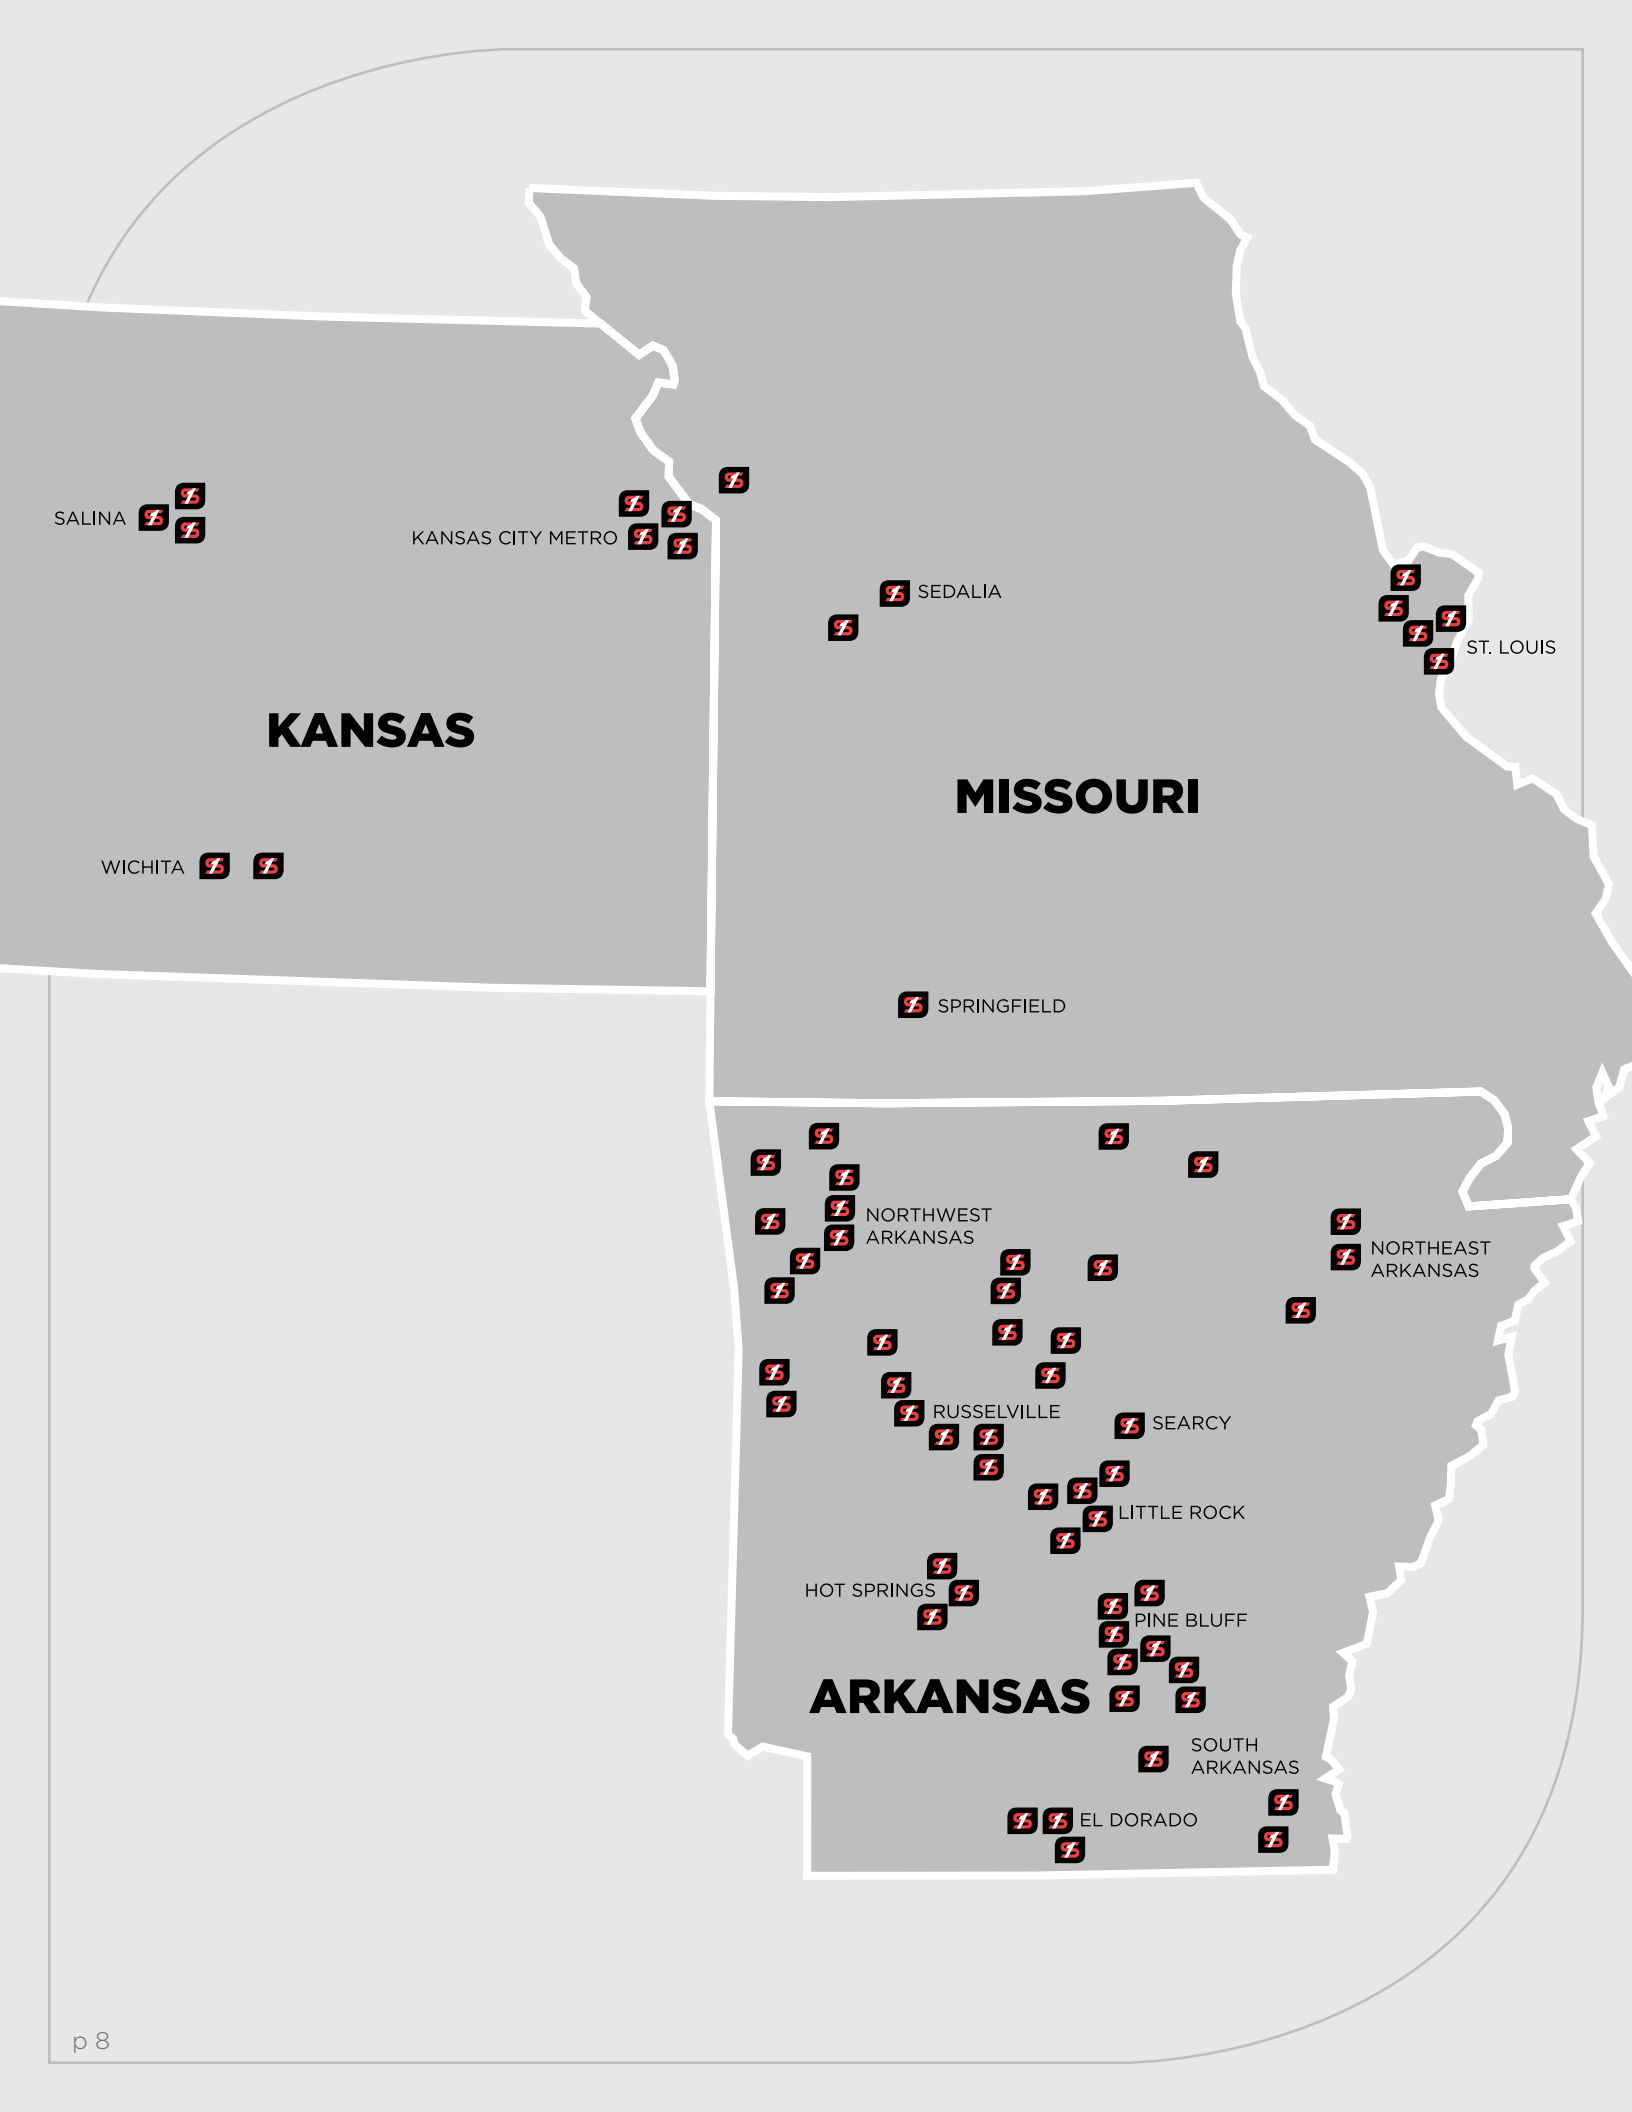 SALINA
KANSAS CITY METRO
SEDALIA
ST. LOUIS
KANSAS
MISSOURI
WICHITA
SPRINGFIELD
NORTHWEST
ARKANSAS
NORTHEAST
ARKANSAS
RUSSELVILLE
SEARCY
LITTLE ROCK
HOT SPRINGS
PINE BLUFF
ARKANSAS
SOUTH
ARKANSAS
EL DORADO
p 8